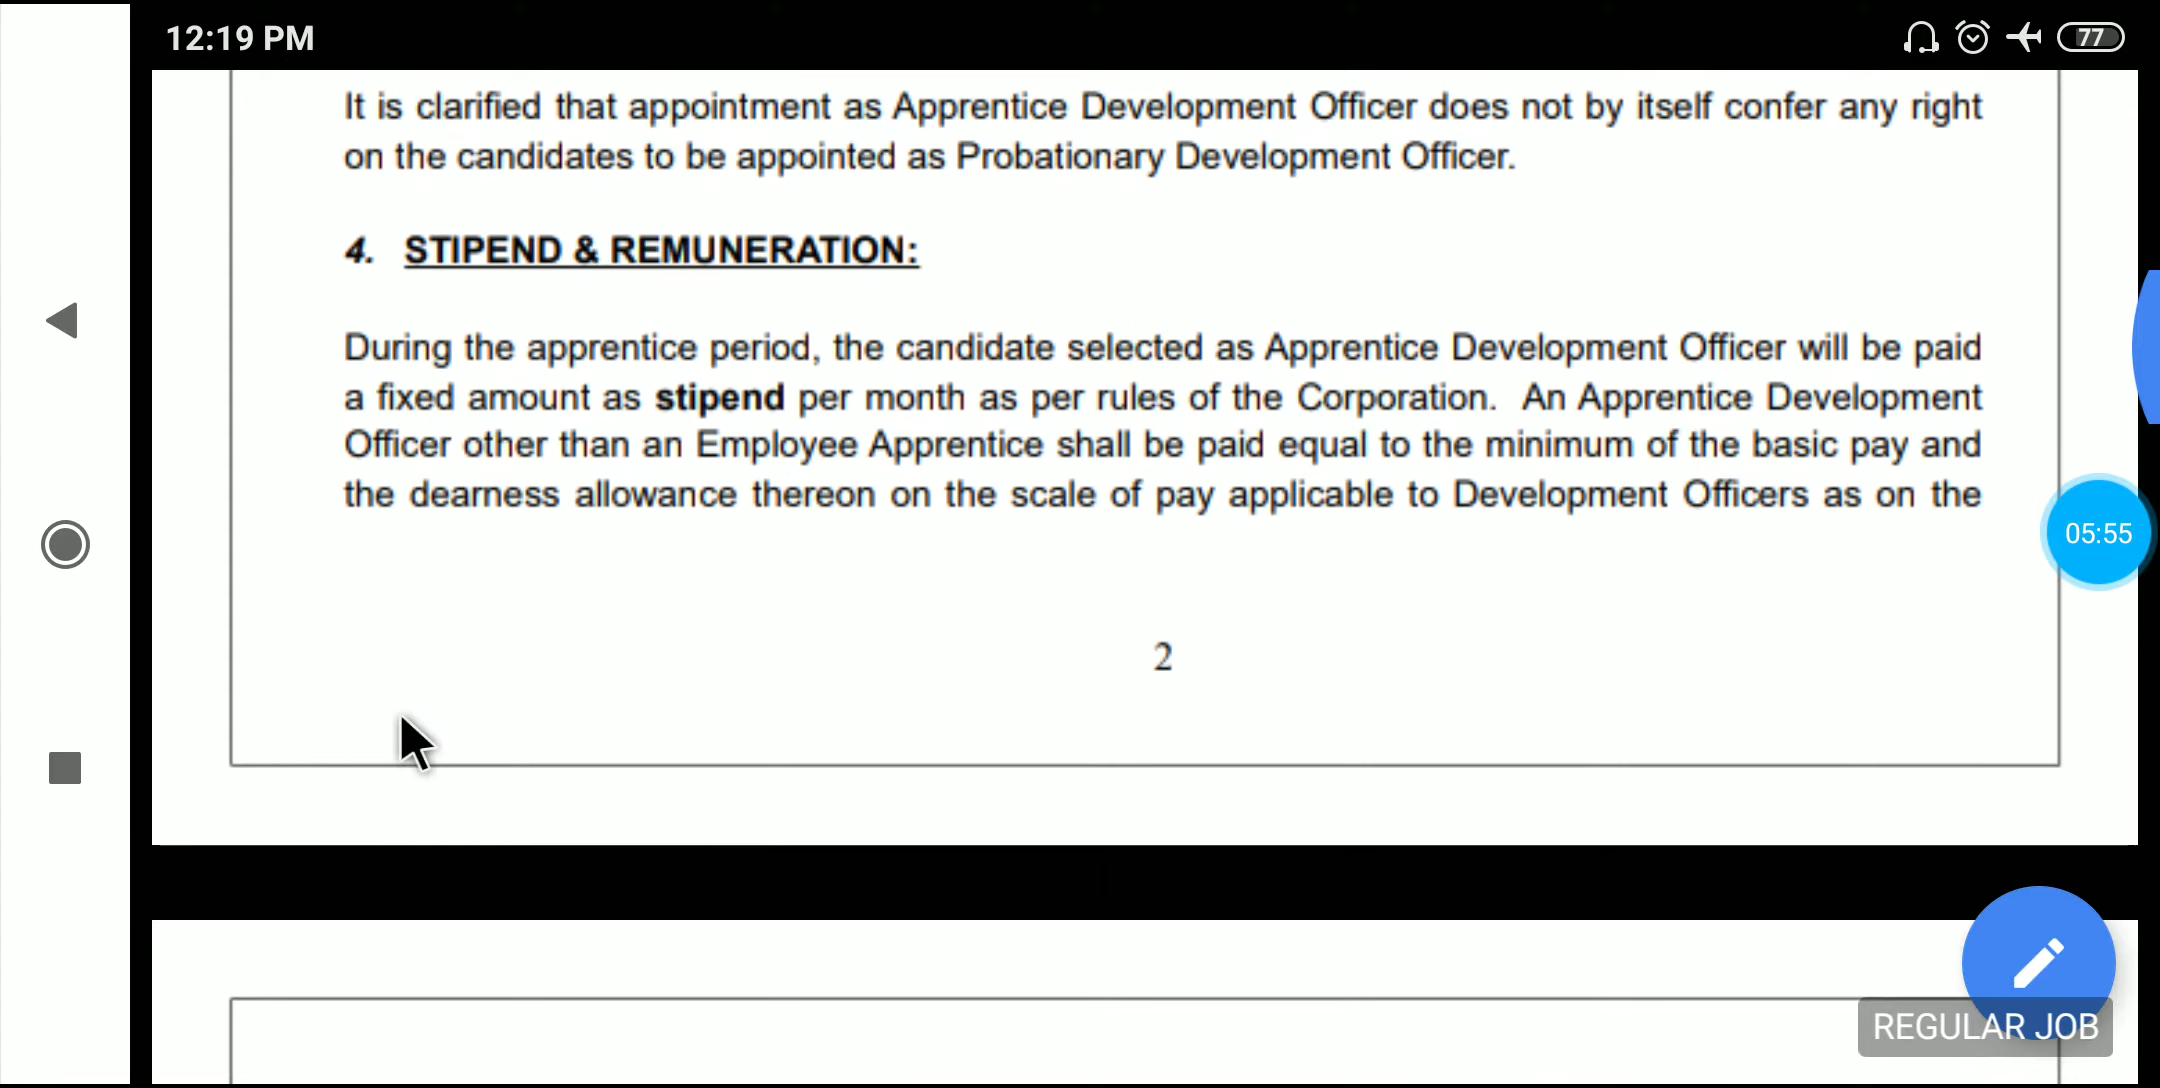 12:19 PM
77
It is clarified that appointment as Apprentice Development Officer does not by itself confer any right
on the candidates to be appointed as Probationary Development Officer.
4. STIPEND & REMUNERATION:
During the apprentice period, the candidate selected as Apprentice Development Officer will be paid
a fixed amount as stipend per month as per rules of the Corporation. An Apprentice Development
Officer other than an Employee Apprentice shall be paid equal to the minimum of the basic pay and
the dearness allowance thereon on the scale of pay applicable to Development Officers as on the
05:55
2
REGULAR JOB